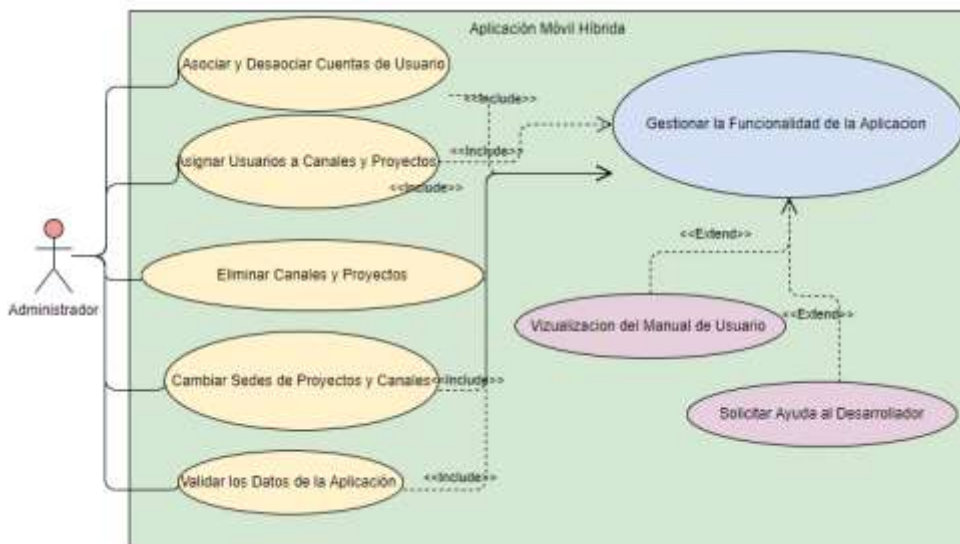 Aplicación Móvil Híbrida
Asociar y Desaociar Cuentas de Usuario
<<Include>>
Gestionar la Funcionalidad de la Aplicacion
<<Include>>
Asignar Usuarios a Canales y Proyectos
<<Include>>
<<Extend>>
Eliminar Canales y Proyectos
Administrador
Vizualizacion del Manual de Usuario
<<Extend>>
Cambiar Sedes de Proyectos y Canales
<<Include>>
Solicitar Ayuda al Desarrollador
Validar los Datos de la Aplicación
<<Include>>